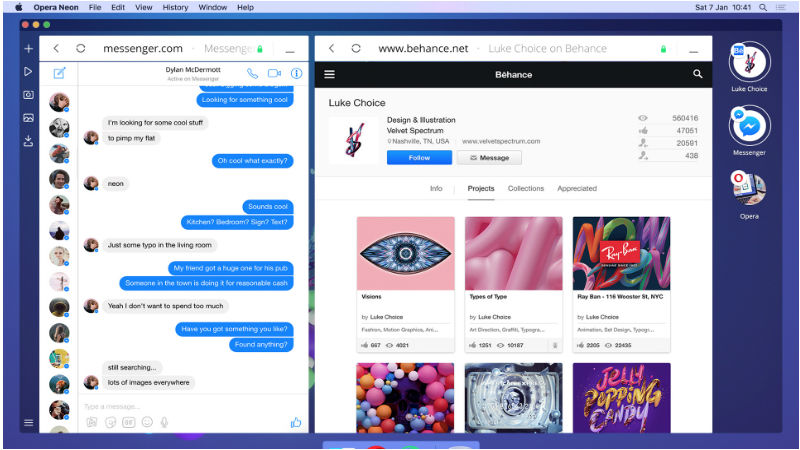 Opera Neon File Edit View History Window Help
Sat 7 Jan 10:41
messenger.com · Messenger
Dylan McDermott
Active on Messenger
Looking for something cool
I'm looking for some cool stuff
to pimp my flat
Oh cool what exactly?
neon
Sounds cool
Kitchen? Bedroom? Sign? Text?
Just some typo in the living room
My friend got a huge one for his pub
Someone in the town is doing it for reasonable cash
Yeah I don't want to spend too much
Have you got something you like?
Found anything?
still searching...
lots of images everywhere
Type a message...
GIF
www.behance.net · Luke Choice on Behance
Bēhance
Luke Choice
Design & Illustration
Velvet Spectrum
Nashville, TN, USA
www.velvetspectrum.com
Follow
Message
560416
47051
20591
438
Info
Projects
Collections
Appreciated
Visions
by Luke Choice
Fashion, Motion Graphics, Ani...
667 4021
Types of Type
by Luke Choice
Art Direction, Graffiti, Typogra...
1251 10187
Ray-Ban
GENUINE SINCE 1937
Ray Ban - 116 Wooster St, NYC
by Luke Choice
Animation, Set Design, Typogr...
2205 22435
JELLY
POPPING
CANDY
Bē
Luke Choice
Messenger
Opera